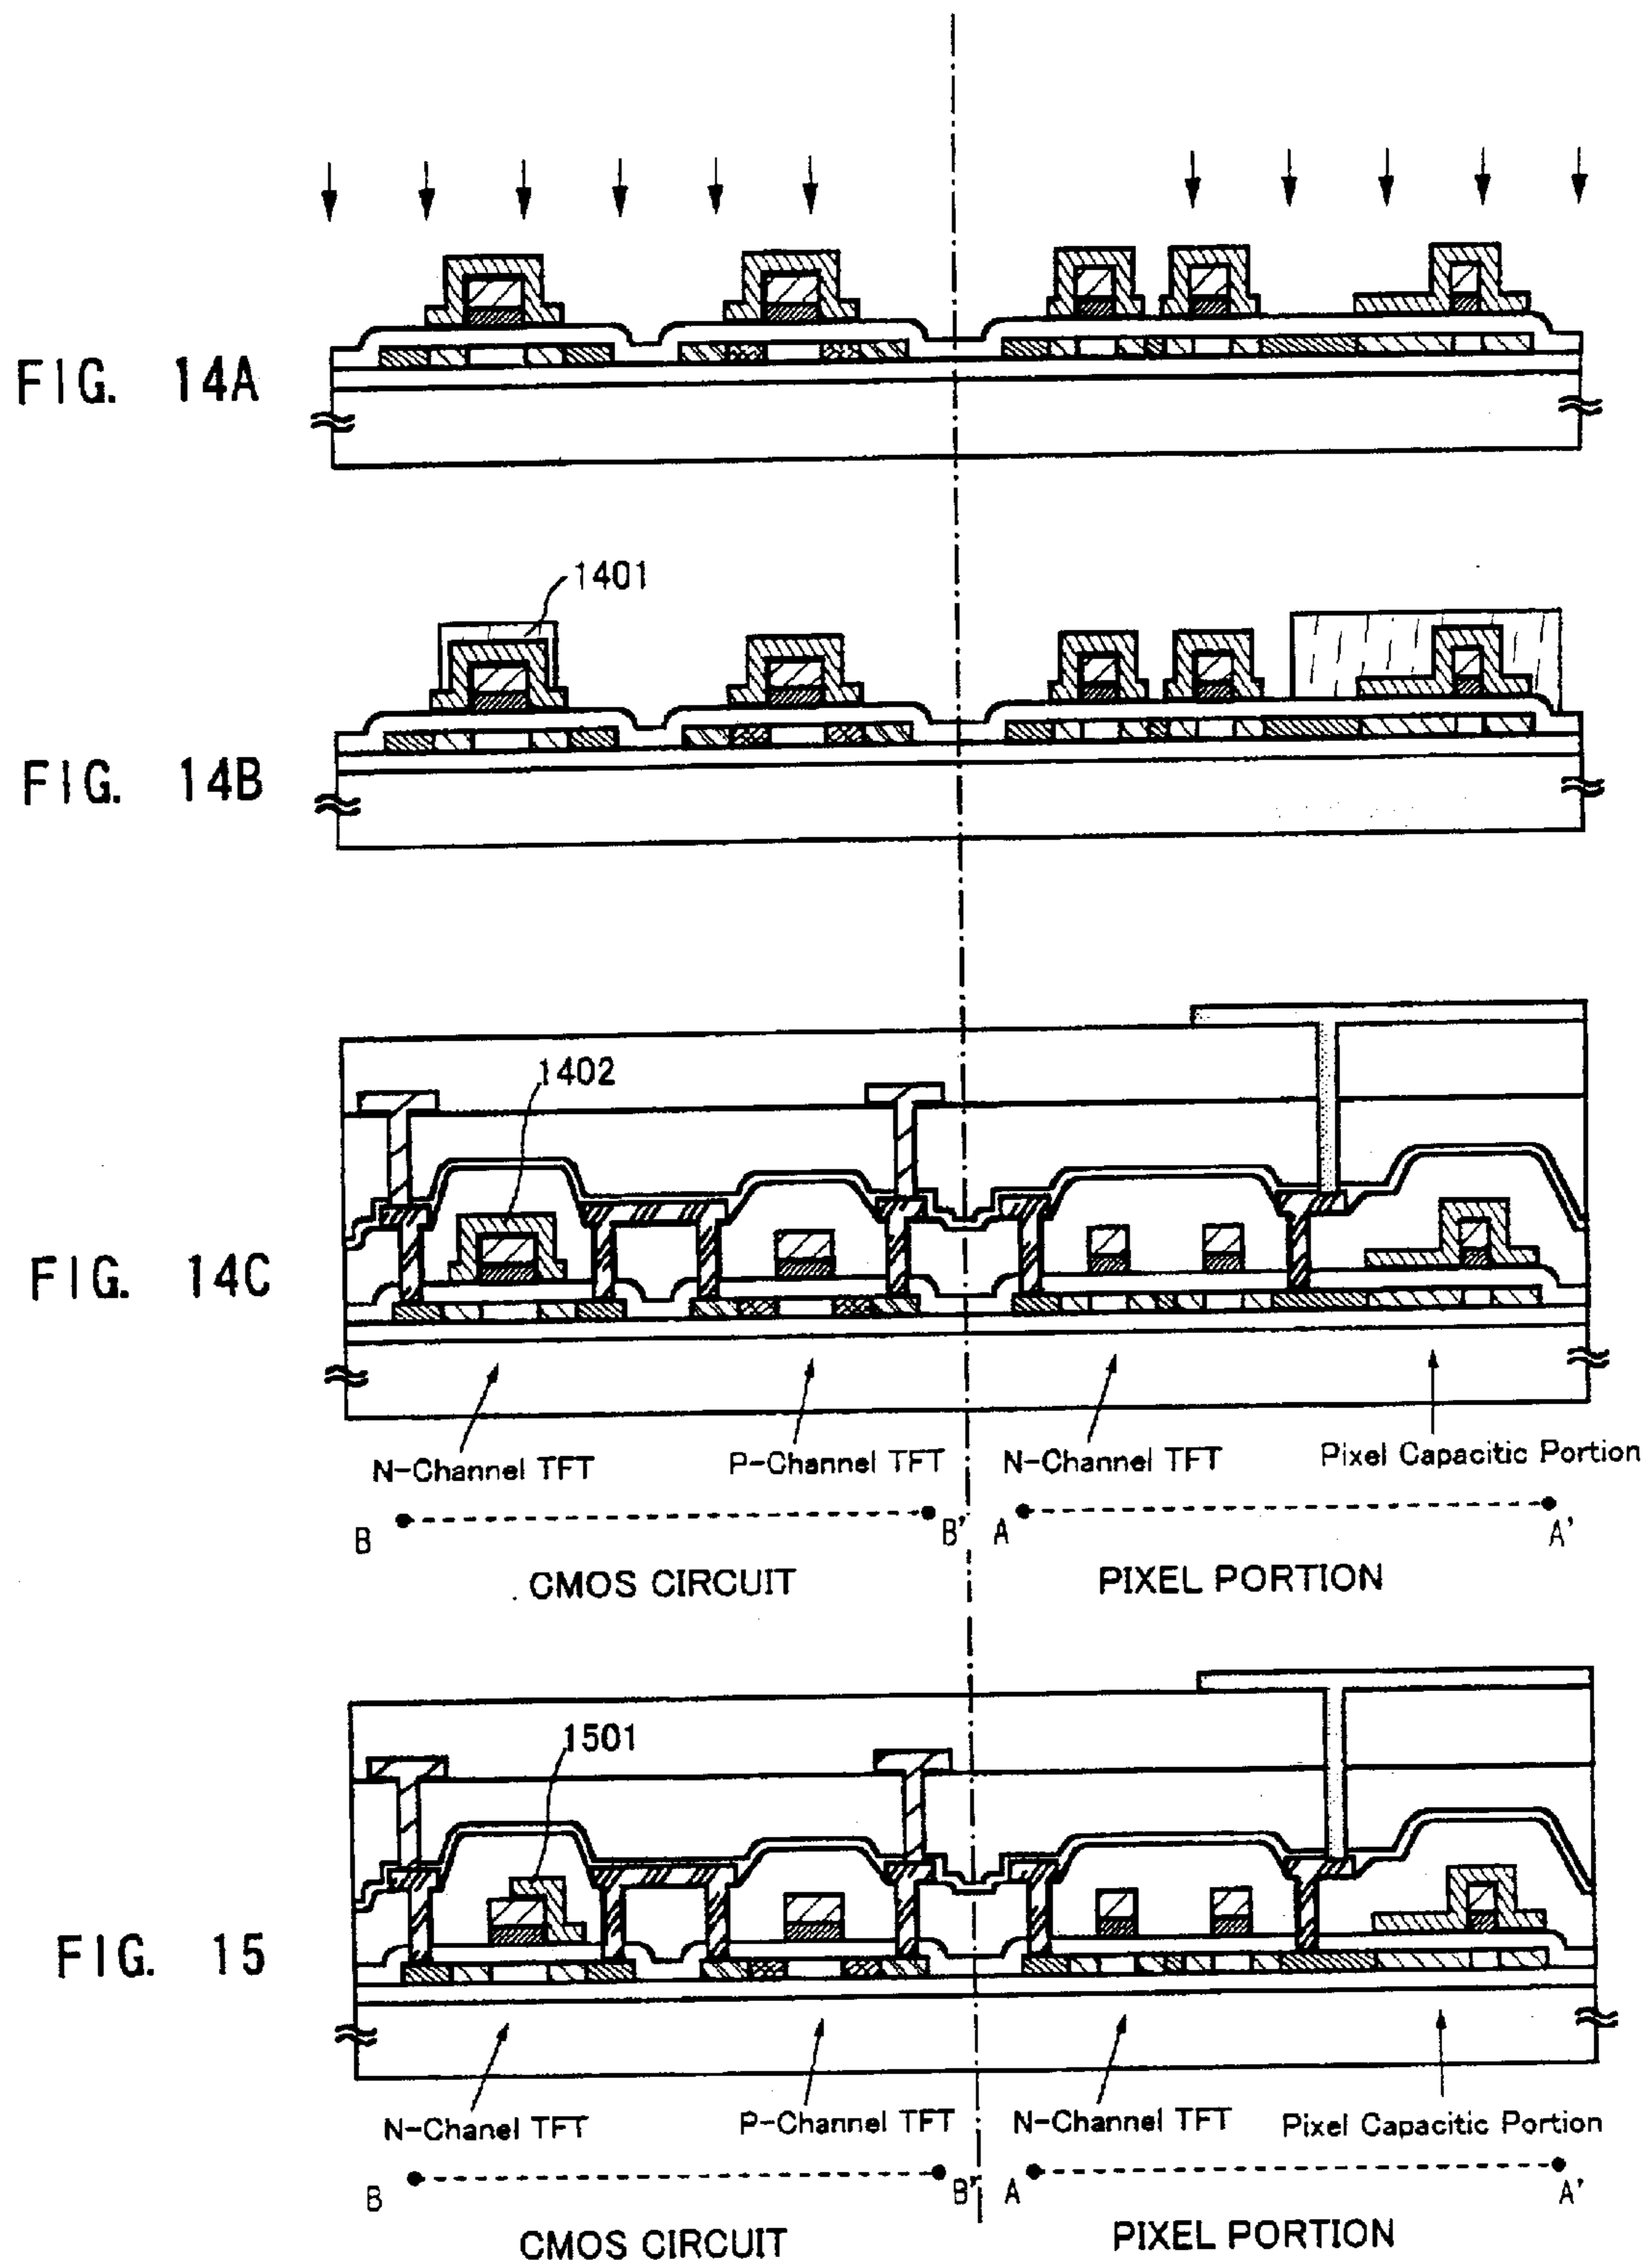 FIG. 14A
1401
FIG. 14B
1402
FIG. 14C
N-Channel TFT
P-Channel TFT
N-Channel TFT
Pixel Capacitic Portion
B
B'
A
A'
CMOS CIRCUIT
PIXEL PORTION
1501
FIG. 15
N-Chanel TFT
P-Channel TFT
N-Channel TFT
Pixel Capacitic Portion
B
B'
A
A'
CMOS CIRCUIT
PIXEL PORTION